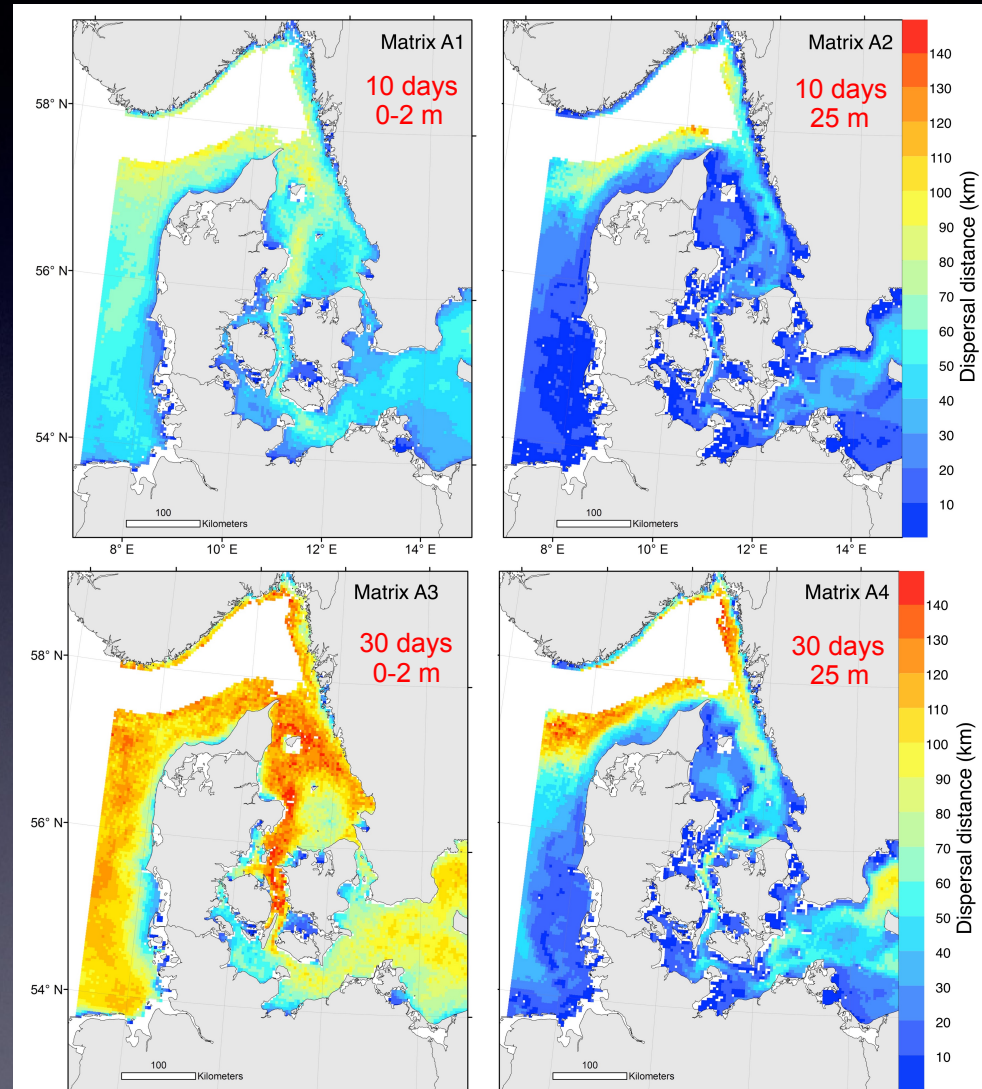 Matrix A1
10 days
0-2 m
58° N
56° N
54° N
100
Kilometers
8° E
10° E
12° E
14° E
Matrix A2
10 days
25 m
100
Kilometers
8° E
10° E
12° E
14° E
140
130
120
110
100
90
80
70
60
50
40
30
20
10
Dispersal distance (km)
Matrix A3
30 days
0-2 m
58° N
56° N
54° N
100
Kilometers
Matrix A4
30 days
25 m
100
Kilometers
140
130
120
110
100
90
80
70
60
50
40
30
20
10
Dispersal distance (km)